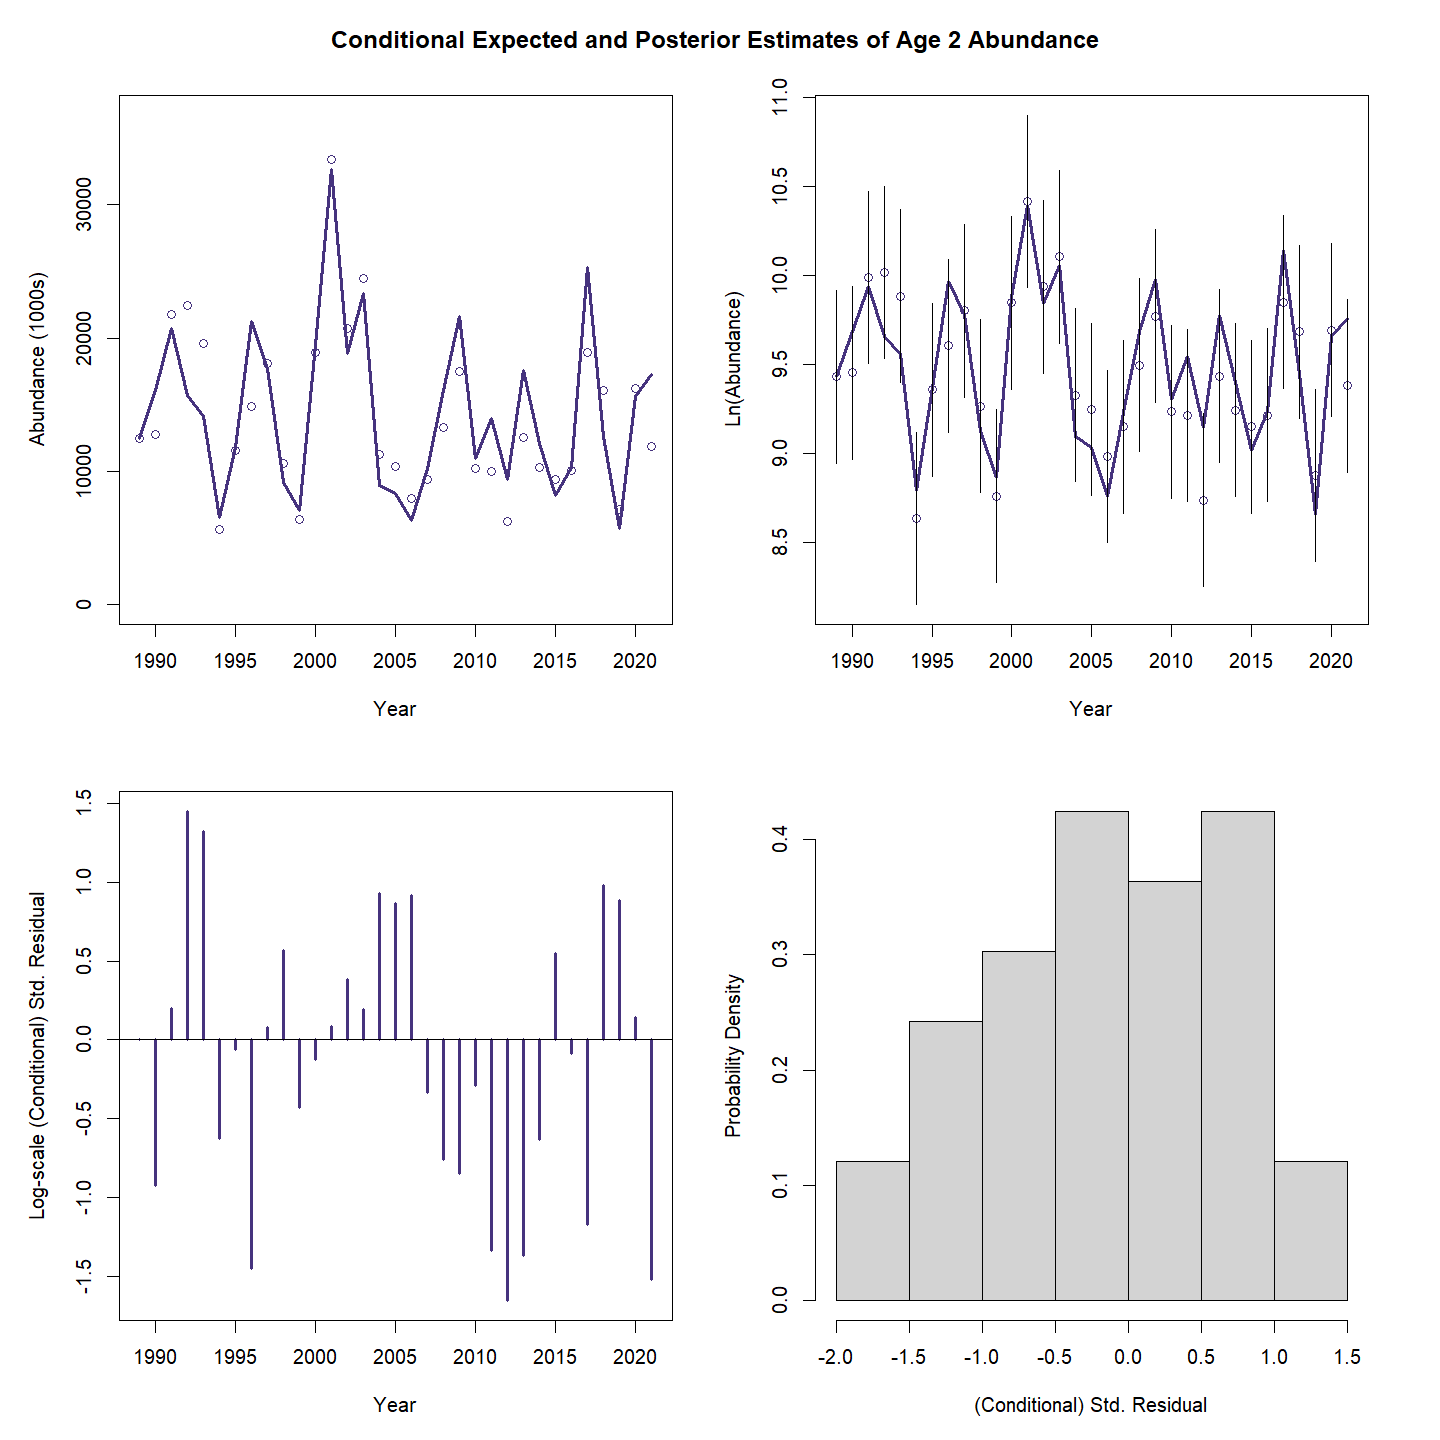 Conditional Expected and Posterior Estimates of Age 2 Abundance
Abundance (1000s)
30000
20000
10000
0
1990 1995 2000 2005 2010 2015 2020
Year
Ln(Abundance)
11.0
10.5
10.0
9.5
9.0
8.5
1990 1995 2000 2005 2010 2015 2020
Year
Log-scale (Conditional) Std. Residual
1.5
1.0
0.5
0.0
-0.5
-1.0
-1.5
1990 1995 2000 2005 2010 2015 2020
Year
Probability Density
0.4
0.3
0.2
0.1
0.0
-2.0 -1.5 -1.0 -0.5 0.0 0.5 1.0 1.5
(Conditional) Std. Residual